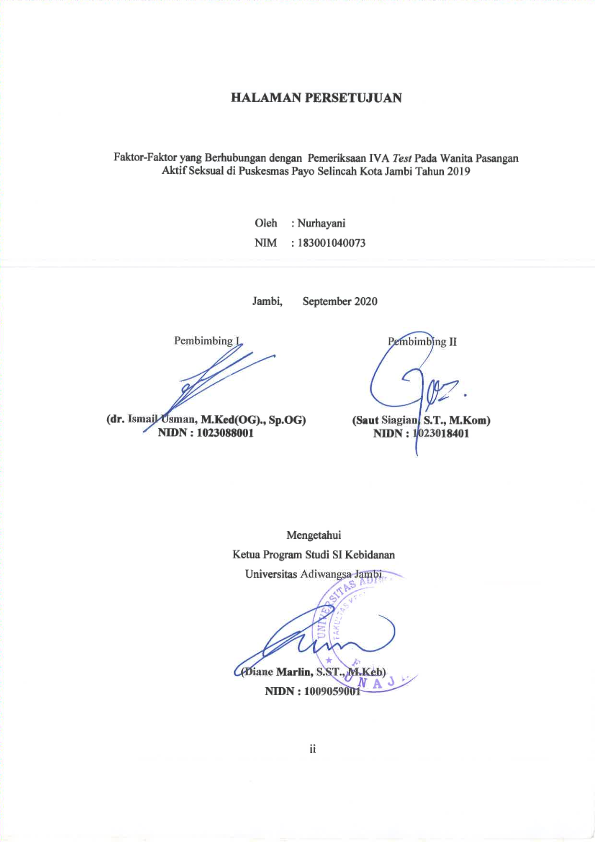 HALAMAN PERSETUJUAN
Faktor-Faktor yang Berhubungan dengan Pemeriksaan IVA Test Pada Wanita Pasangan
Aktif Seksual di Puskesmas Payo Selincah Kota Jambi Tahun 2019
Oleh : Nurhayani
NIM : 183001040073
Jambi, September 2020
Pembimbing I Pembimbing II
(dr. Ismail Usman, M.Ked(OG)., Sp.OG) (Saut Siagian, S.T., M.Kom)
NIDN : 1023088001 NIDN : 1023018401
Mengetahui
Ketua Program Studi SI Kebidanan
Universitas Adiwangsa Jambi
UNIVERSITAS
UNAJ
(Diane Marlin, S.ST., M.Keb)
NIDN : 1009059001
ii